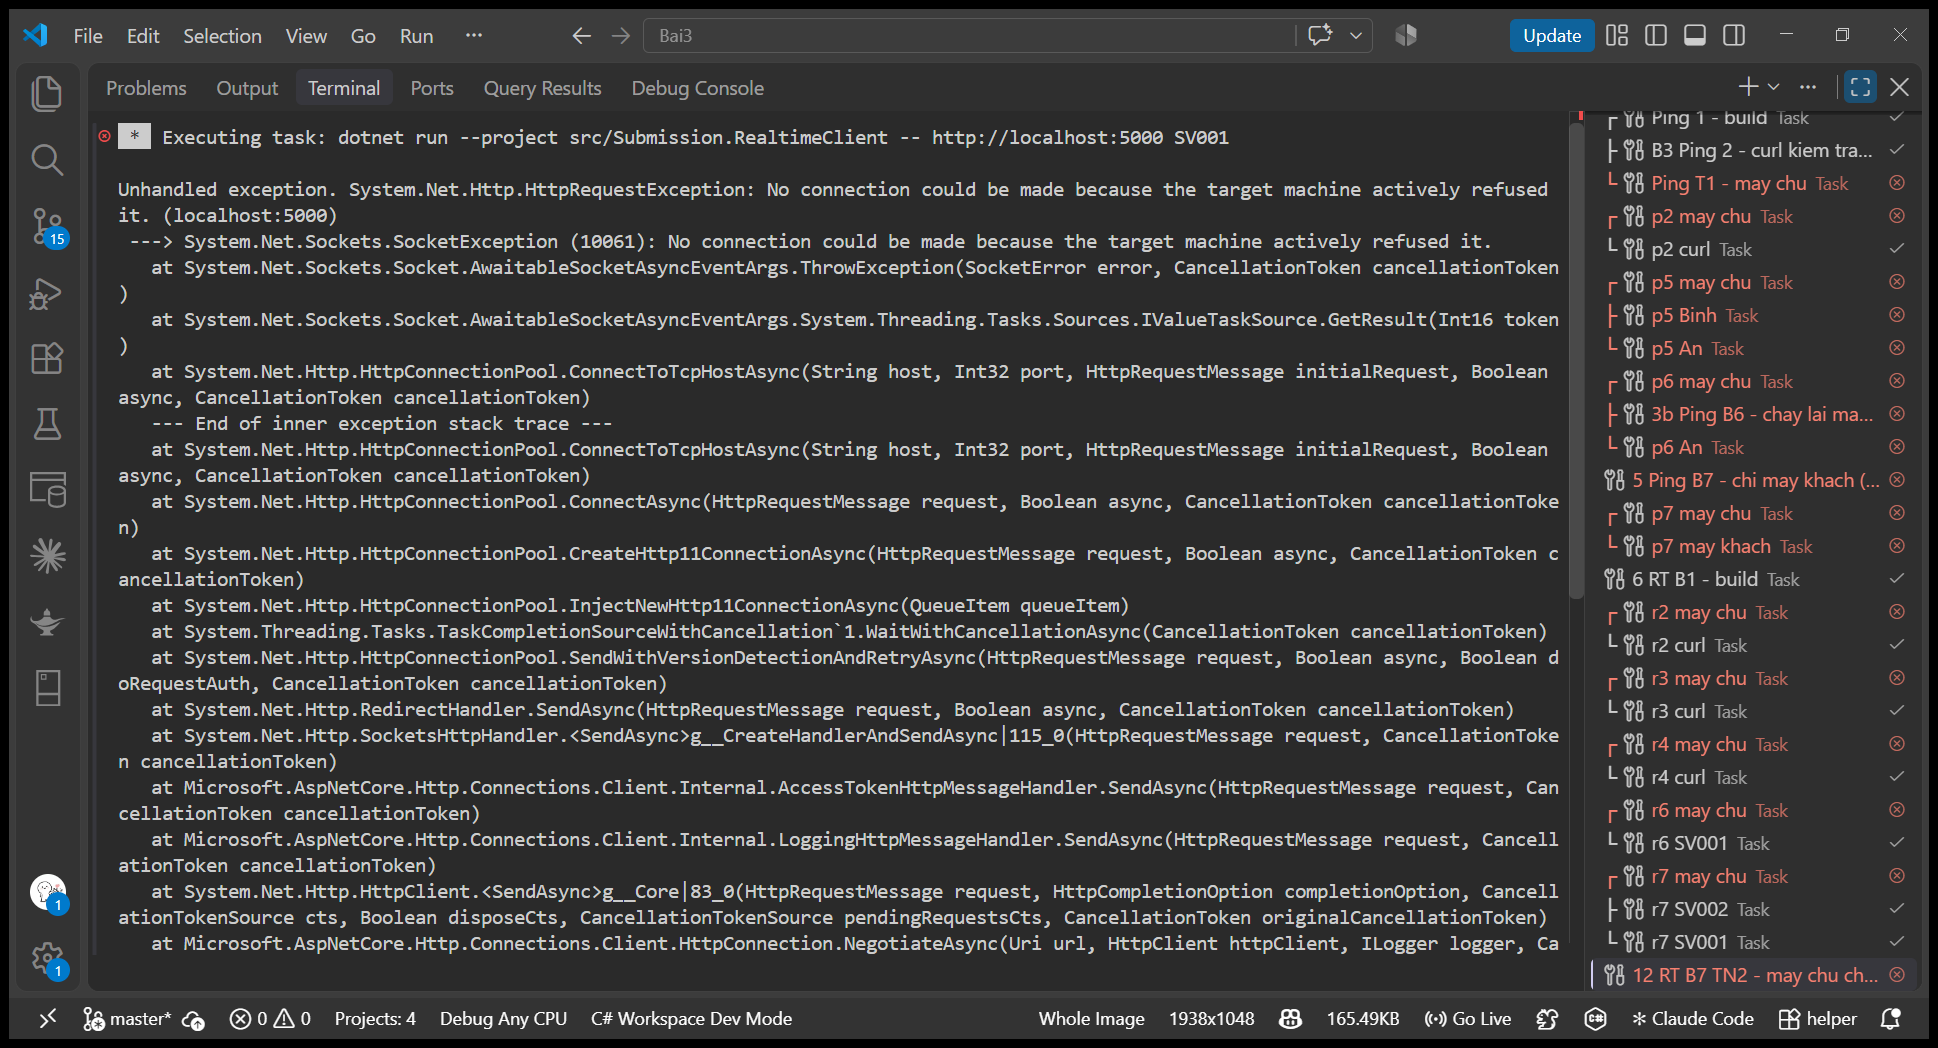 File Edit Selection View Go Run ··· Bai3 Update
Problems Output Terminal Ports Query Results Debug Console
* Executing task: dotnet run --project src/Submission.RealtimeClient -- http://localhost:5000 SV001
Unhandled exception. System.Net.Http.HttpRequestException: No connection could be made because the target machine actively refused
it. (localhost:5000)
---> System.Net.Sockets.SocketException (10061): No connection could be made because the target machine actively refused it.
at System.Net.Sockets.Socket.AwaitableSocketAsyncEventArgs.ThrowException(SocketError error, CancellationToken cancellationToken
)
at System.Net.Sockets.Socket.AwaitableSocketAsyncEventArgs.System.Threading.Tasks.Sources.IValueTaskSource.GetResult(Int16 token
)
at System.Net.Http.HttpConnectionPool.ConnectToTcpHostAsync(String host, Int32 port, HttpRequestMessage initialRequest, Boolean
async, CancellationToken cancellationToken)
--- End of inner exception stack trace ---
at System.Net.Http.HttpConnectionPool.ConnectToTcpHostAsync(String host, Int32 port, HttpRequestMessage initialRequest, Boolean
async, CancellationToken cancellationToken)
at System.Net.Http.HttpConnectionPool.ConnectAsync(HttpRequestMessage request, Boolean async, CancellationToken cancellationToke
n)
at System.Net.Http.HttpConnectionPool.CreateHttp11ConnectionAsync(HttpRequestMessage request, Boolean async, CancellationToken c
ancellationToken)
at System.Net.Http.HttpConnectionPool.InjectNewHttp11ConnectionAsync(QueueItem queueItem)
at System.Threading.Tasks.TaskCompletionSourceWithCancellation`1.WaitWithCancellationAsync(CancellationToken cancellationToken)
at System.Net.Http.HttpConnectionPool.SendWithVersionDetectionAndRetryAsync(HttpRequestMessage request, Boolean async, Boolean d
oRequestAuth, CancellationToken cancellationToken)
at System.Net.Http.RedirectHandler.SendAsync(HttpRequestMessage request, Boolean async, CancellationToken cancellationToken)
at System.Net.Http.SocketsHttpHandler.<SendAsync>g__CreateHandlerAndSendAsync|115_0(HttpRequestMessage request, CancellationToke
n cancellationToken)
at Microsoft.AspNetCore.Http.Connections.Client.Internal.AccessTokenHttpMessageHandler.SendAsync(HttpRequestMessage request, Can
cellationToken cancellationToken)
at Microsoft.AspNetCore.Http.Connections.Client.Internal.LoggingHttpMessageHandler.SendAsync(HttpRequestMessage request, Cancell
ationToken cancellationToken)
at System.Net.Http.HttpClient.<SendAsync>g__Core|83_0(HttpRequestMessage request, HttpCompletionOption completionOption, Cancell
ationTokenSource cts, Boolean disposeCts, CancellationTokenSource pendingRequestsCts, CancellationToken originalCancellationToken)
at Microsoft.AspNetCore.Http.Connections.Client.HttpConnection.NegotiateAsync(Uri url, HttpClient httpClient, ILogger logger, Ca
Ping 1 - build Task
B3 Ping 2 - curl kiem tra...
Ping T1 - may chu Task
p2 may chu Task
p2 curl Task
p5 may chu Task
p5 Binh Task
p5 An Task
p6 may chu Task
3b Ping B6 - chay lai ma...
p6 An Task
5 Ping B7 - chi may khach (...
p7 may chu Task
p7 may khach Task
6 RT B1 - build Task
r2 may chu Task
r2 curl Task
r3 may chu Task
r3 curl Task
r4 may chu Task
r4 curl Task
r6 may chu Task
r6 SV001 Task
r7 may chu Task
r7 SV002 Task
r7 SV001 Task
12 RT B7 TN2 - may chu ch...
15
1
1
master* 0 0 Projects: 4 Debug Any CPU C# Workspace Dev Mode Whole Image 1938x1048 165.49KB Go Live C# Claude Code helper